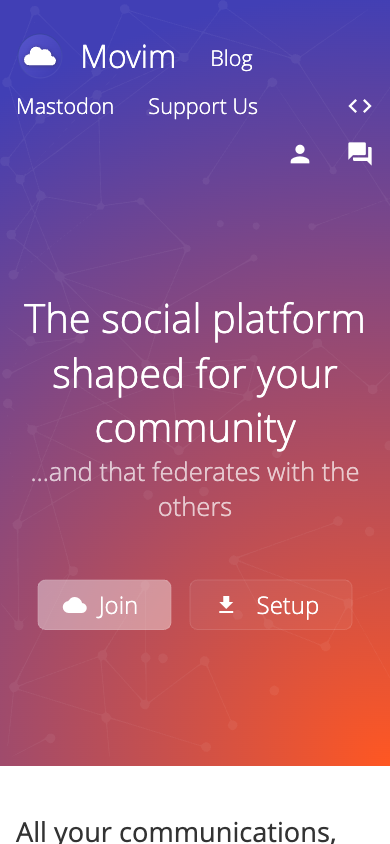 Movim Blog
Mastodon Support Us
The social platform
shaped for your
community
...and that federates with the
others
Join Setup
All your communications,